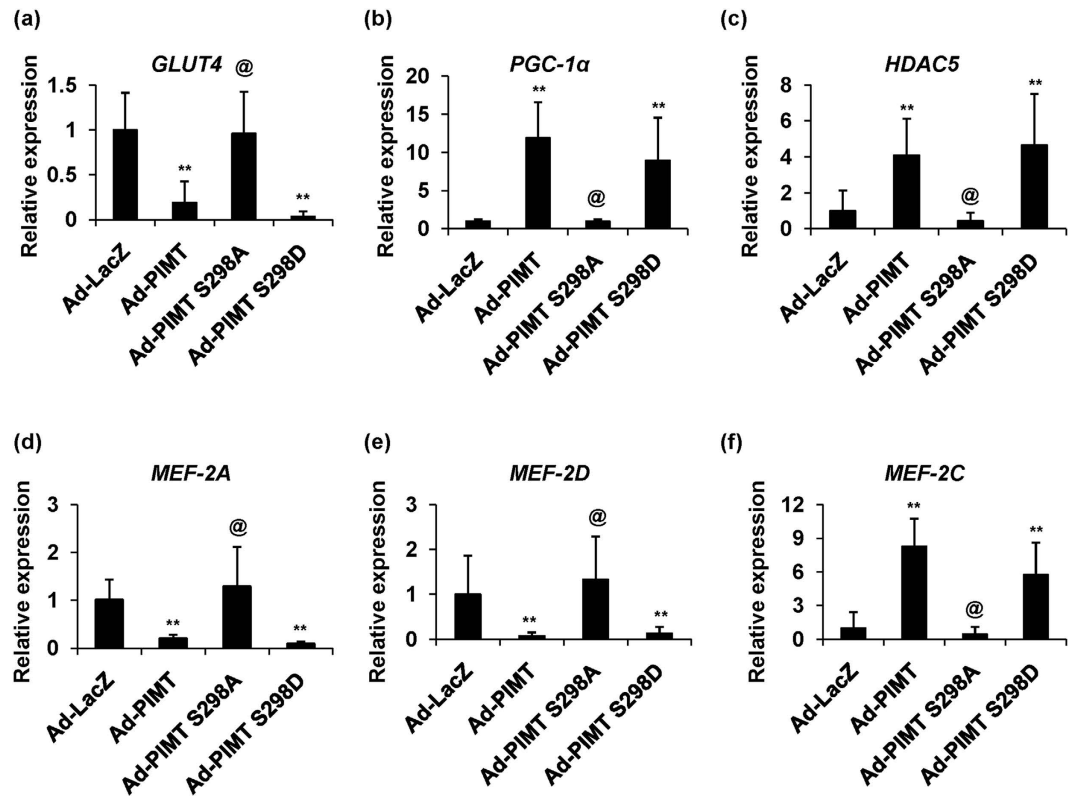 (a)
GLUT4
Relative expression
1.5
1
0.5
0
**
@
**
Ad-LacZ
Ad-PIMT
Ad-PIMT S298A
Ad-PIMT S298D
(b)
PGC-1α
Relative expression
20
15
10
5
0
**
@
**
Ad-LacZ
Ad-PIMT
Ad-PIMT S298A
Ad-PIMT S298D
(c)
HDAC5
Relative expression
8
6
4
2
0
**
@
**
Ad-LacZ
Ad-PIMT
Ad-PIMT S298A
Ad-PIMT S298D
(d)
MEF-2A
Relative expression
3
2
1
0
**
@
**
Ad-LacZ
Ad-PIMT
Ad-PIMT S298A
Ad-PIMT S298D
(e)
MEF-2D
Relative expression
3
2
1
0
**
@
**
Ad-LacZ
Ad-PIMT
Ad-PIMT S298A
Ad-PIMT S298D
(f)
MEF-2C
Relative expression
12
9
6
3
0
**
@
**
Ad-LacZ
Ad-PIMT
Ad-PIMT S298A
Ad-PIMT S298D